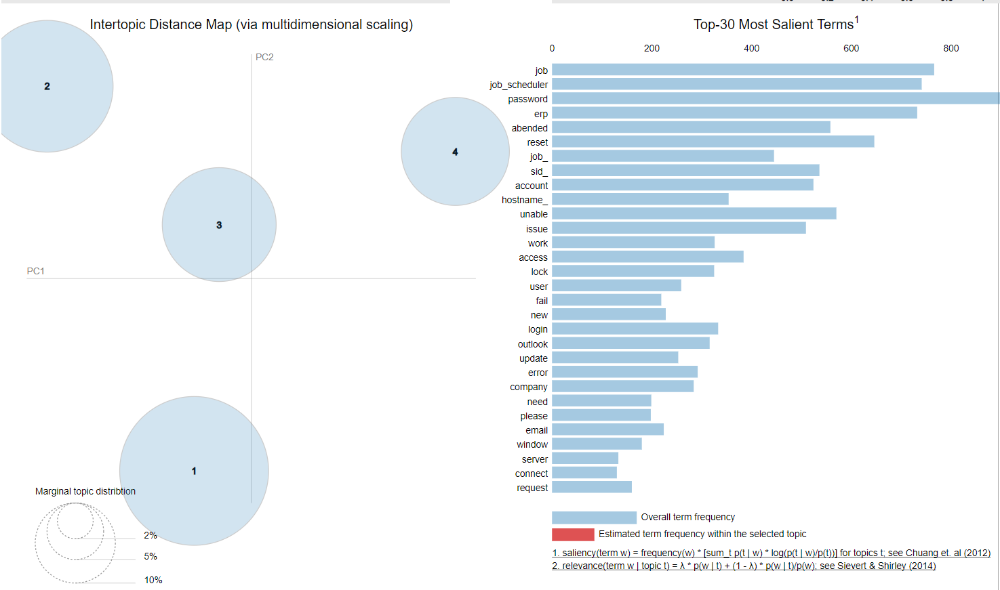 Intertopic Distance Map (via multidimensional scaling)
PC2
2
4
3
PC1
1
Marginal topic distribtion
2%
5%
10%
Top-30 Most Salient Terms1
0 200 400 600 800
job
job_scheduler
password
erp
abended
reset
job_
sid_
account
hostname_
unable
issue
work
access
lock
user
fail
new
login
outlook
update
error
company
need
please
email
window
server
connect
request
Overall term frequency
Estimated term frequency within the selected topic
1. saliency(term w) = frequency(w) * [sum_t p(t | w) * log(p(t | w)/p(t))] for topics t; see Chuang et. al (2012)
2. relevance(term w | topic t) = λ * p(w | t) + (1 - λ) * p(w | t)/p(w); see Sievert & Shirley (2014)